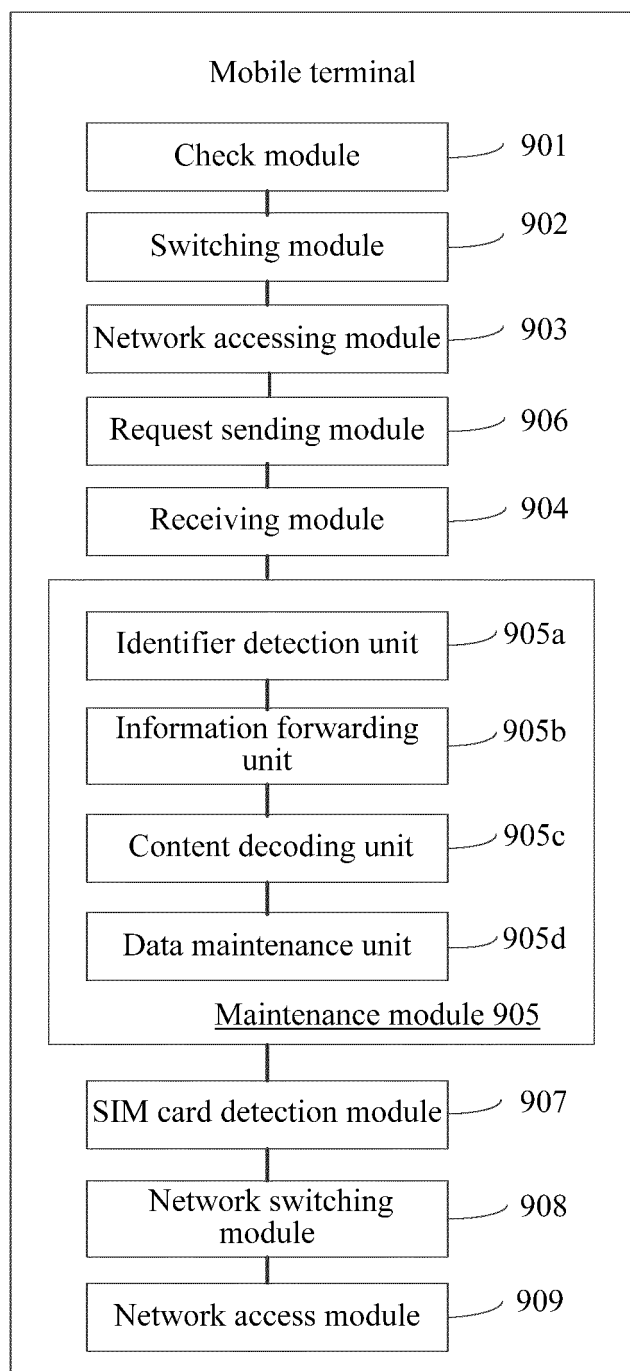 Mobile terminal
Check module 901
Switching module 902
Network accessing module 903
Request sending module 906
Receiving module 904
Identifier detection unit 905a
Information forwarding
unit 905b
Content decoding unit 905c
Data maintenance unit 905d
Maintenance module 905
SIM card detection module 907
Network switching
module 908
Network access module 909